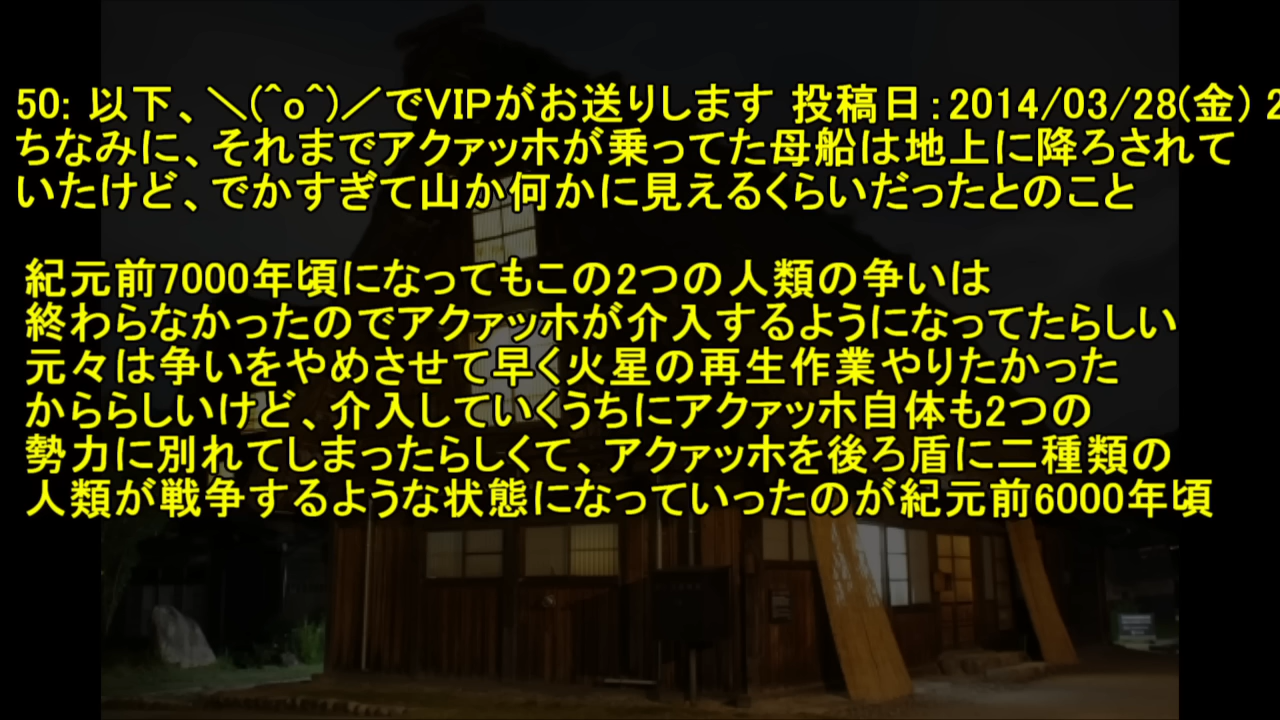 50: 以下、＼(^o^)／でVIPがお送りします 投稿日：2014/03/28(金) 2
ちなみに、それまでアクァッホが乗ってた母船は地上に降ろされて
いたけど、でかすぎて山か何かに見えるくらいだったとのこと
紀元前7000年頃になってもこの2つの人類の争いは
終わらなかったのでアクァッホが介入するようになってたらしい
元々は争いをやめさせて早く火星の再生作業やりたかった
かららしいけど、介入していくうちにアクァッホ自体も2つの
勢力に別れてしまったらしくて、アクァッホを後ろ盾に二種類の
人類が戦争するような状態になっていったのが紀元前6000年頃